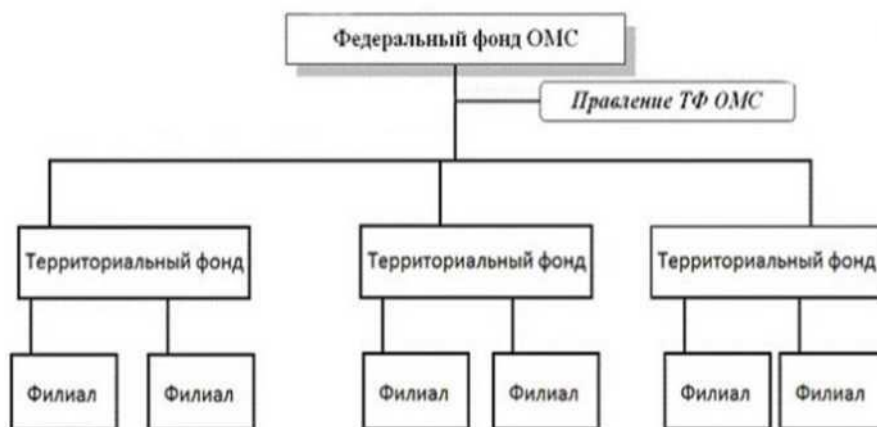 Федеральный фонд ОМС
Правление ТФ ОМС
Территориальный фонд
Территориальный фонд
Территориальный фонд
Филиал
Филиал
Филиал
Филиал
Филиал
Филиал